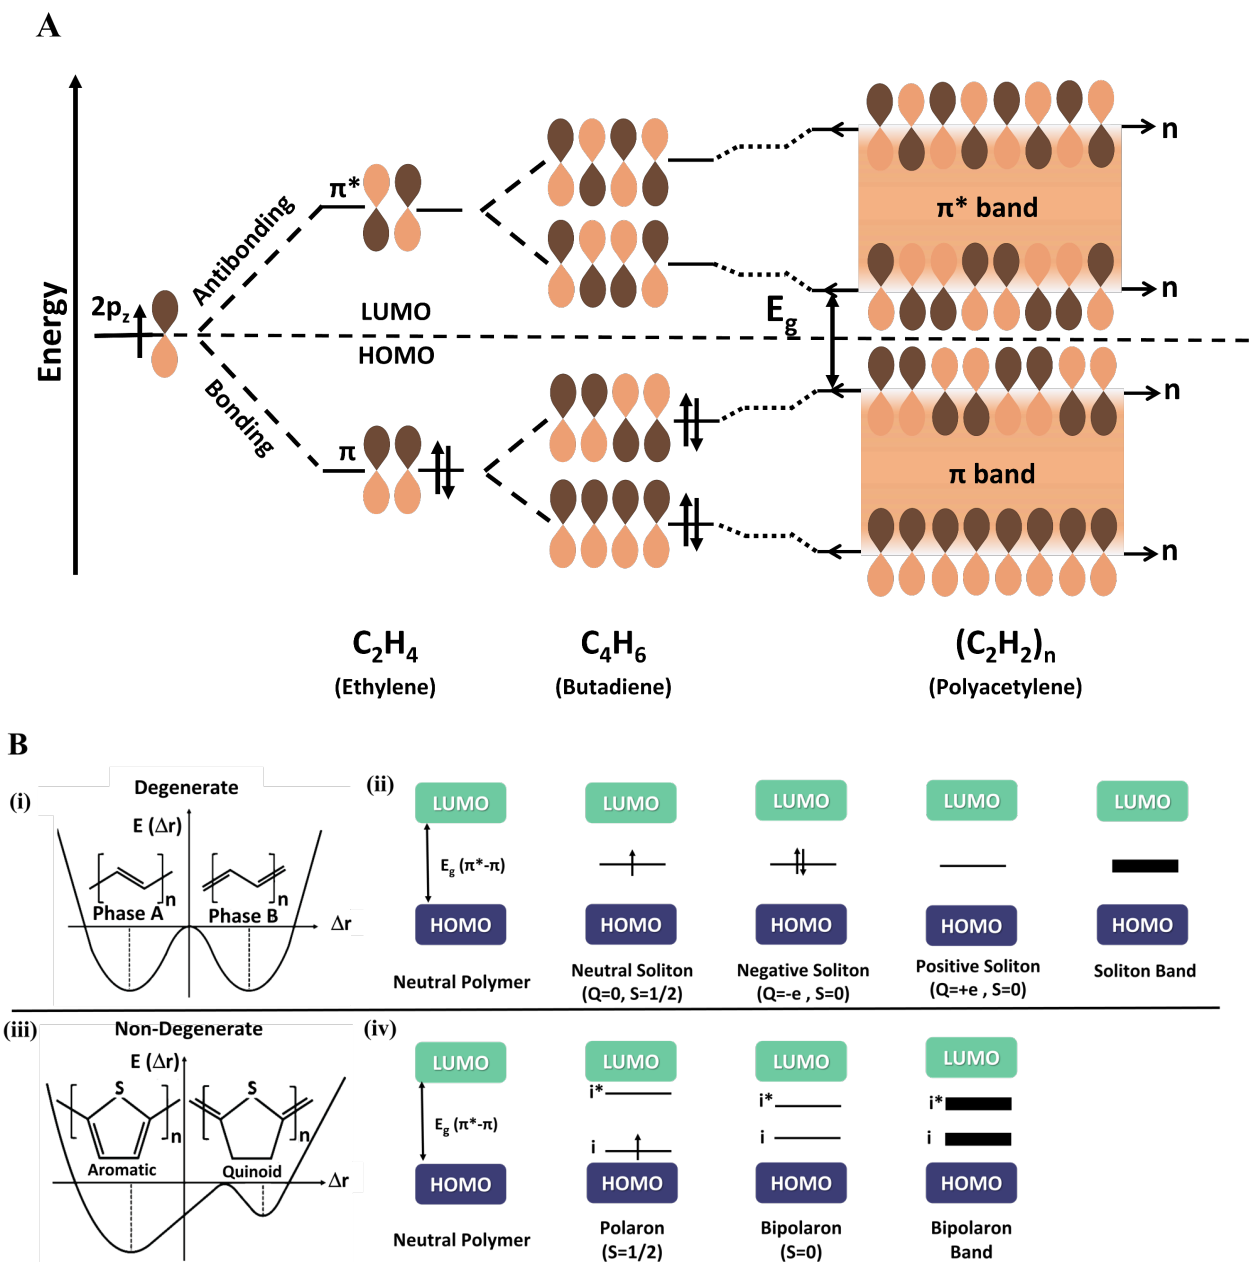 A
Energy
2pz
Antibonding
Bonding
π*
π
LUMO
HOMO
Eg
π* band
π band
n
n
n
n
C2H4
(Ethylene)
C4H6
(Butadiene)
(C2H2)n
(Polyacetylene)
B
(i)
Degenerate
E (Δr)
n
n
Phase A
Phase B
Δr
(ii)
LUMO
LUMO
LUMO
LUMO
LUMO
Eg (π*-π)
HOMO
HOMO
HOMO
HOMO
HOMO
Neutral Polymer
Neutral Soliton
(Q=0, S=1/2)
Negative Soliton
(Q=-e , S=0)
Positive Soliton
(Q=+e , S=0)
Soliton Band
(iii)
Non-Degenerate
E (Δr)
S
S
n
n
Aromatic
Quinoid
Δr
(iv)
LUMO
LUMO
LUMO
LUMO
Eg (π*-π)
i*
i
i*
i
i*
i
HOMO
HOMO
HOMO
HOMO
Neutral Polymer
Polaron
(S=1/2)
Bipolaron
(S=0)
Bipolaron
Band